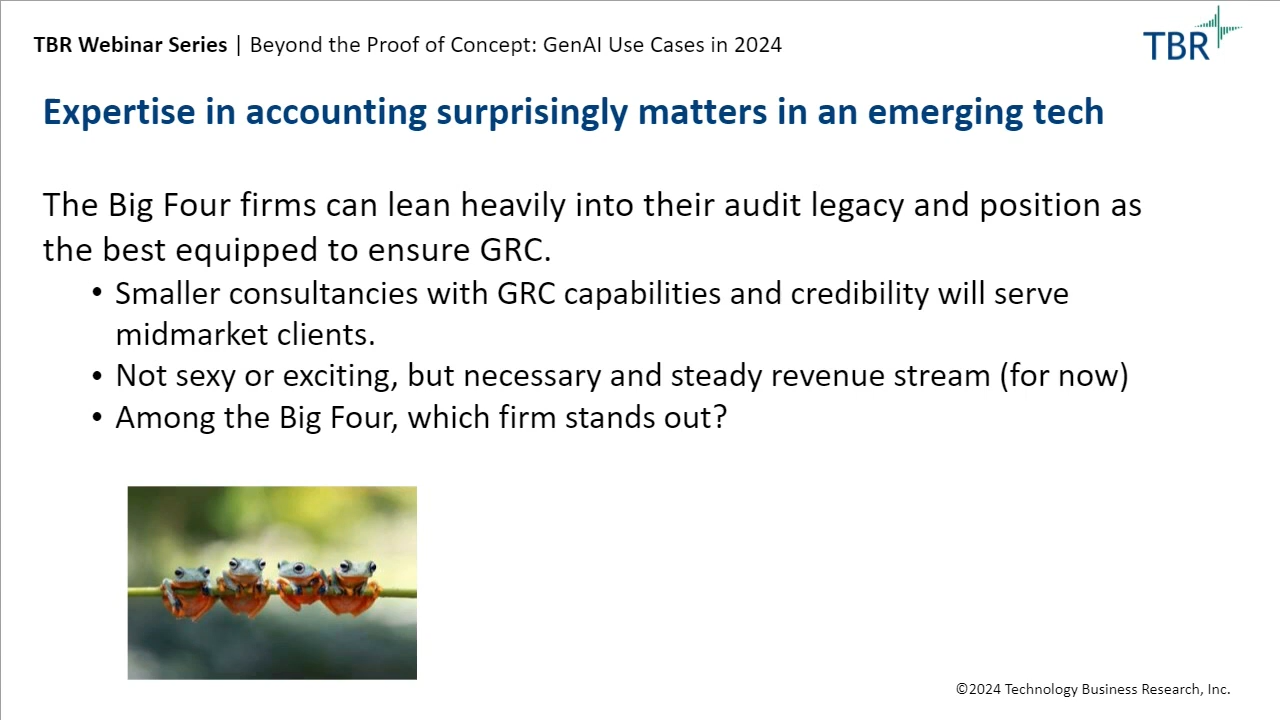 TBR Webinar Series | Beyond the Proof of Concept: GenAI Use Cases in 2024
TBR
Expertise in accounting surprisingly matters in an emerging tech
The Big Four firms can lean heavily into their audit legacy and position as
the best equipped to ensure GRC.
• Smaller consultancies with GRC capabilities and credibility will serve
midmarket clients.
• Not sexy or exciting, but necessary and steady revenue stream (for now)
• Among the Big Four, which firm stands out?
©2024 Technology Business Research, Inc.